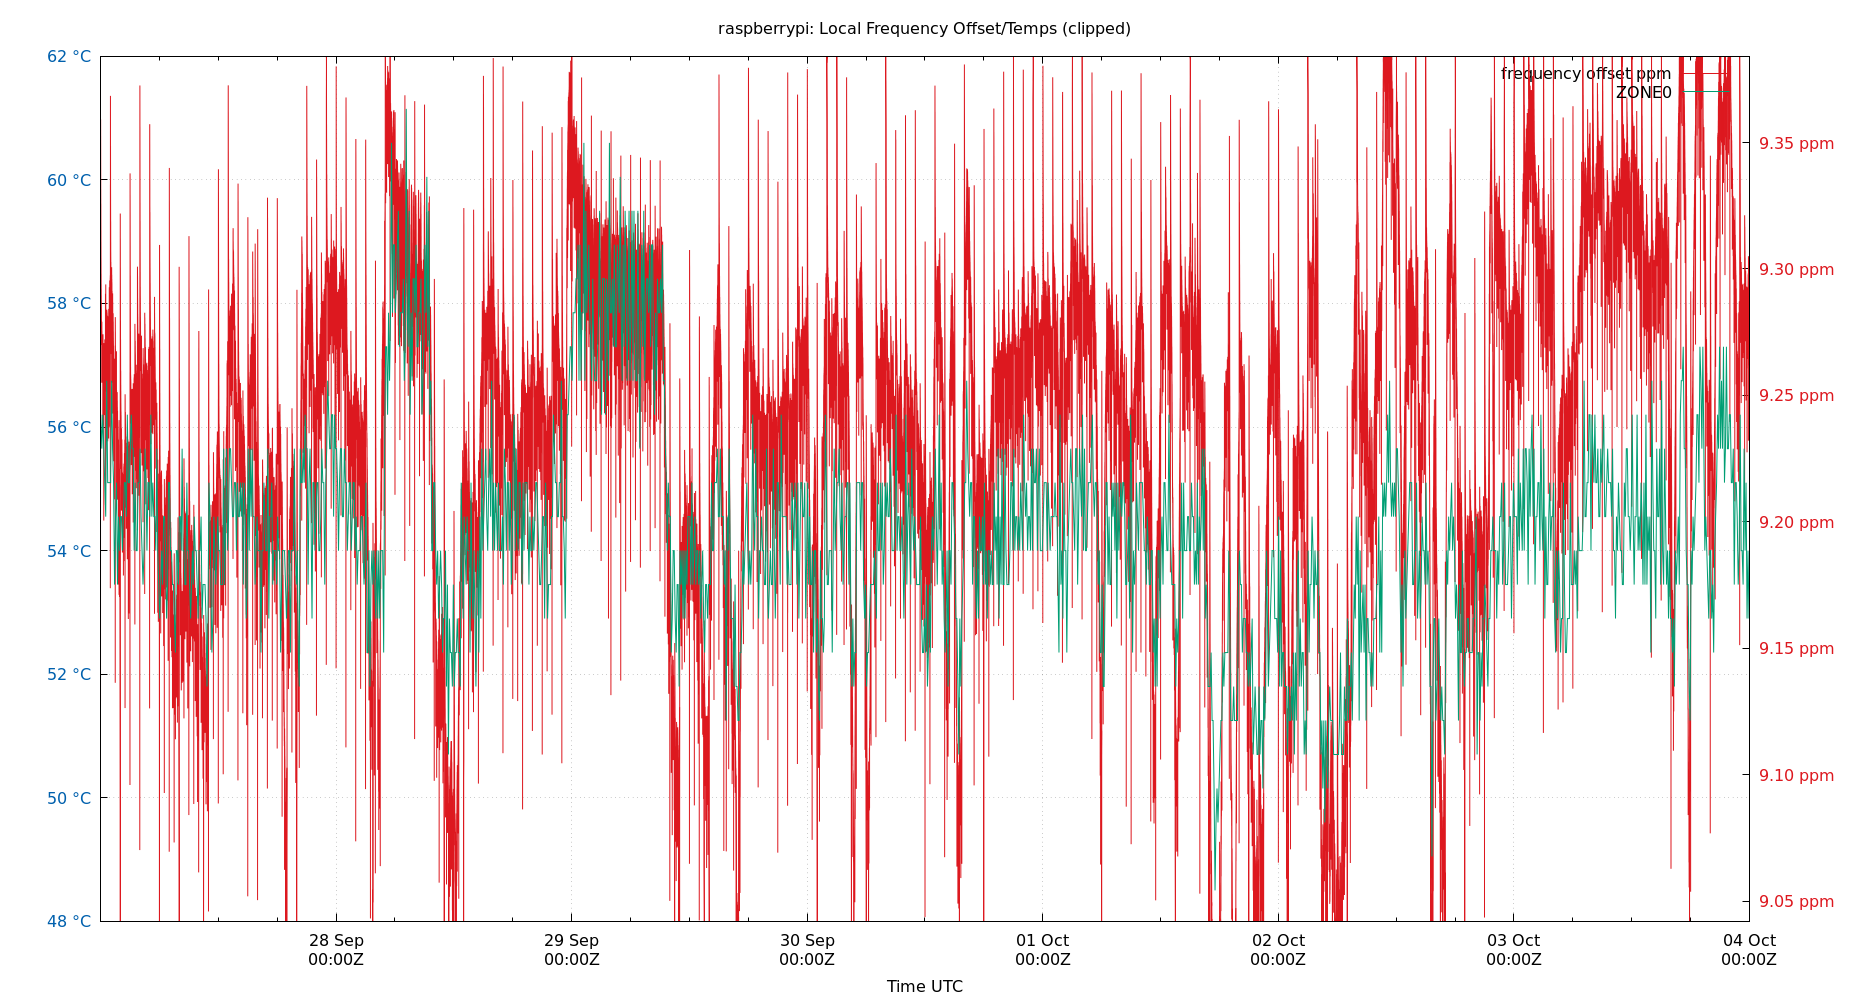 raspberrypi: Local Frequency Offset/Temps (clipped)
62 °C
60 °C
58 °C
56 °C
54 °C
52 °C
50 °C
48 °C
frequency offset ppm
ZONE0
9.35 ppm
9.30 ppm
9.25 ppm
9.20 ppm
9.15 ppm
9.10 ppm
9.05 ppm
28 Sep
00:00Z
29 Sep
00:00Z
30 Sep
00:00Z
01 Oct
00:00Z
02 Oct
00:00Z
03 Oct
00:00Z
04 Oct
00:00Z
Time UTC